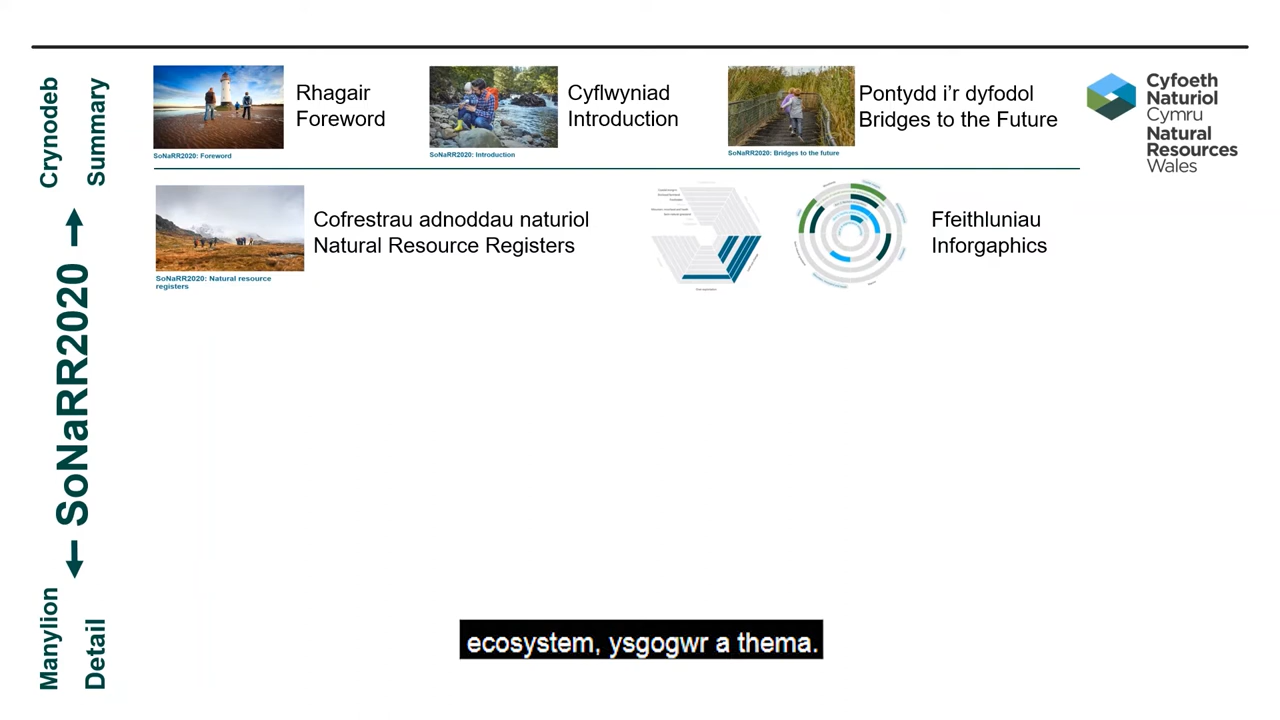 Crynodeb
Summary
Rhagair
Foreword
SoNaRR2020: Foreword
Cyflwyniad
Introduction
SoNaRR2020: Introduction
Pontydd i’r dyfodol
Bridges to the Future
SoNaRR2020: Bridges to the future
Cyfoeth
Naturiol
Cymru
Natural
Resources
Wales
Cofrestrau adnoddau naturiol
Natural Resource Registers
SoNaRR2020: Natural resource
registers
Ffeithluniau
Inforgaphics
SoNaRR2020
Manylion
Detail
ecosystem, ysgogwr a thema.